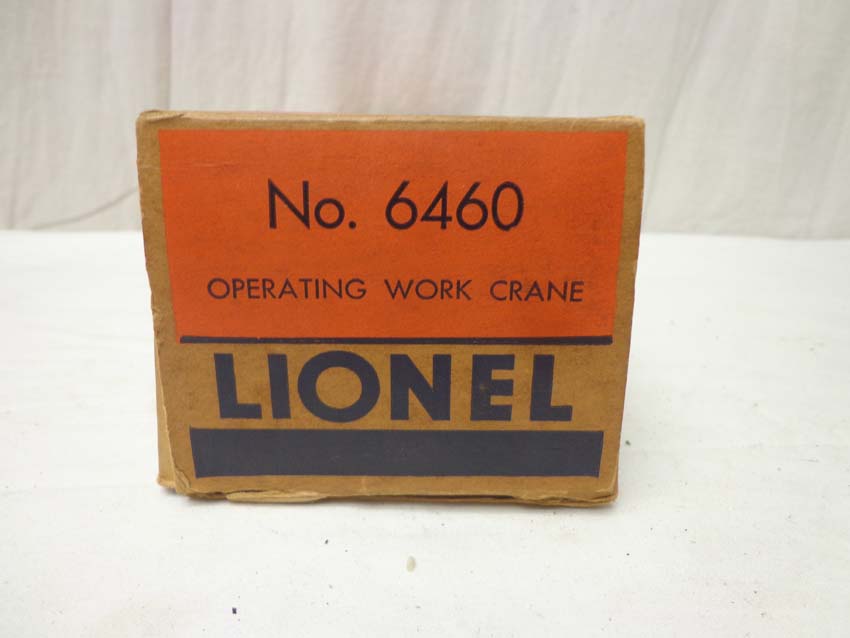 No. 6460
OPERATING WORK CRANE
LIONEL